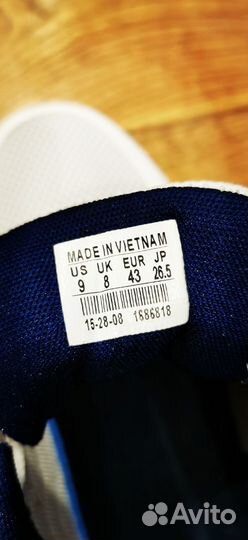 MADE IN VIETNAM
US UK EUR JP
9 8 43 26.5
15-28-08 1686818
Avito